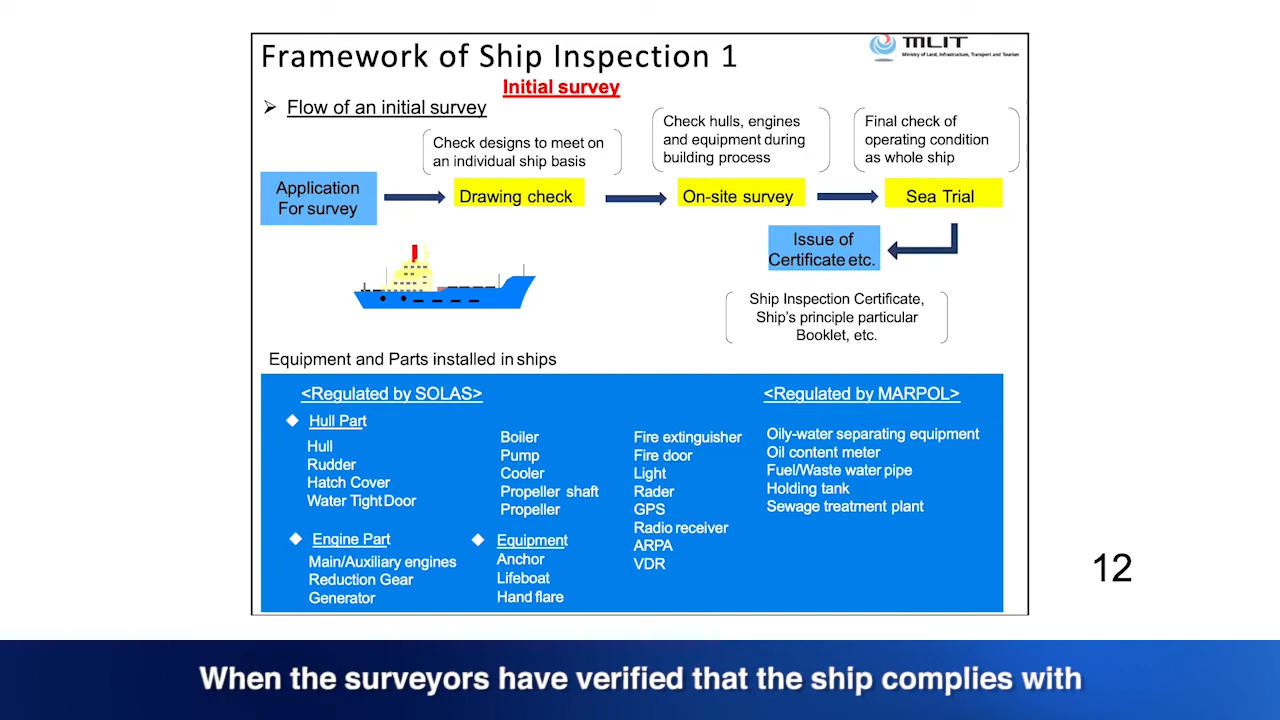 Framework of Ship Inspection 1
MLIT
Ministry of Land, Infrastructure, Transport and Tourism
Initial survey
➢ Flow of an initial survey
Check designs to meet on
an individual ship basis
Check hulls, engines
and equipment during
building process
Final check of
operating condition
as whole ship
Application
For survey
Drawing check
On-site survey
Sea Trial
Issue of
Certificate etc.
Ship Inspection Certificate,
Ship's principle particular
Booklet, etc.
Equipment and Parts installed in ships
<Regulated by SOLAS>
◆ Hull Part
Hull
Rudder
Hatch Cover
Water Tight Door
◆ Engine Part
Main/Auxiliary engines
Reduction Gear
Generator
Boiler
Pump
Cooler
Propeller shaft
Propeller
◆ Equipment
Anchor
Lifeboat
Hand flare
Fire extinguisher
Fire door
Light
Rader
GPS
Radio receiver
ARPA
VDR
<Regulated by MARPOL>
Oily-water separating equipment
Oil content meter
Fuel/Waste water pipe
Holding tank
Sewage treatment plant
12
When the surveyors have verified that the ship complies with